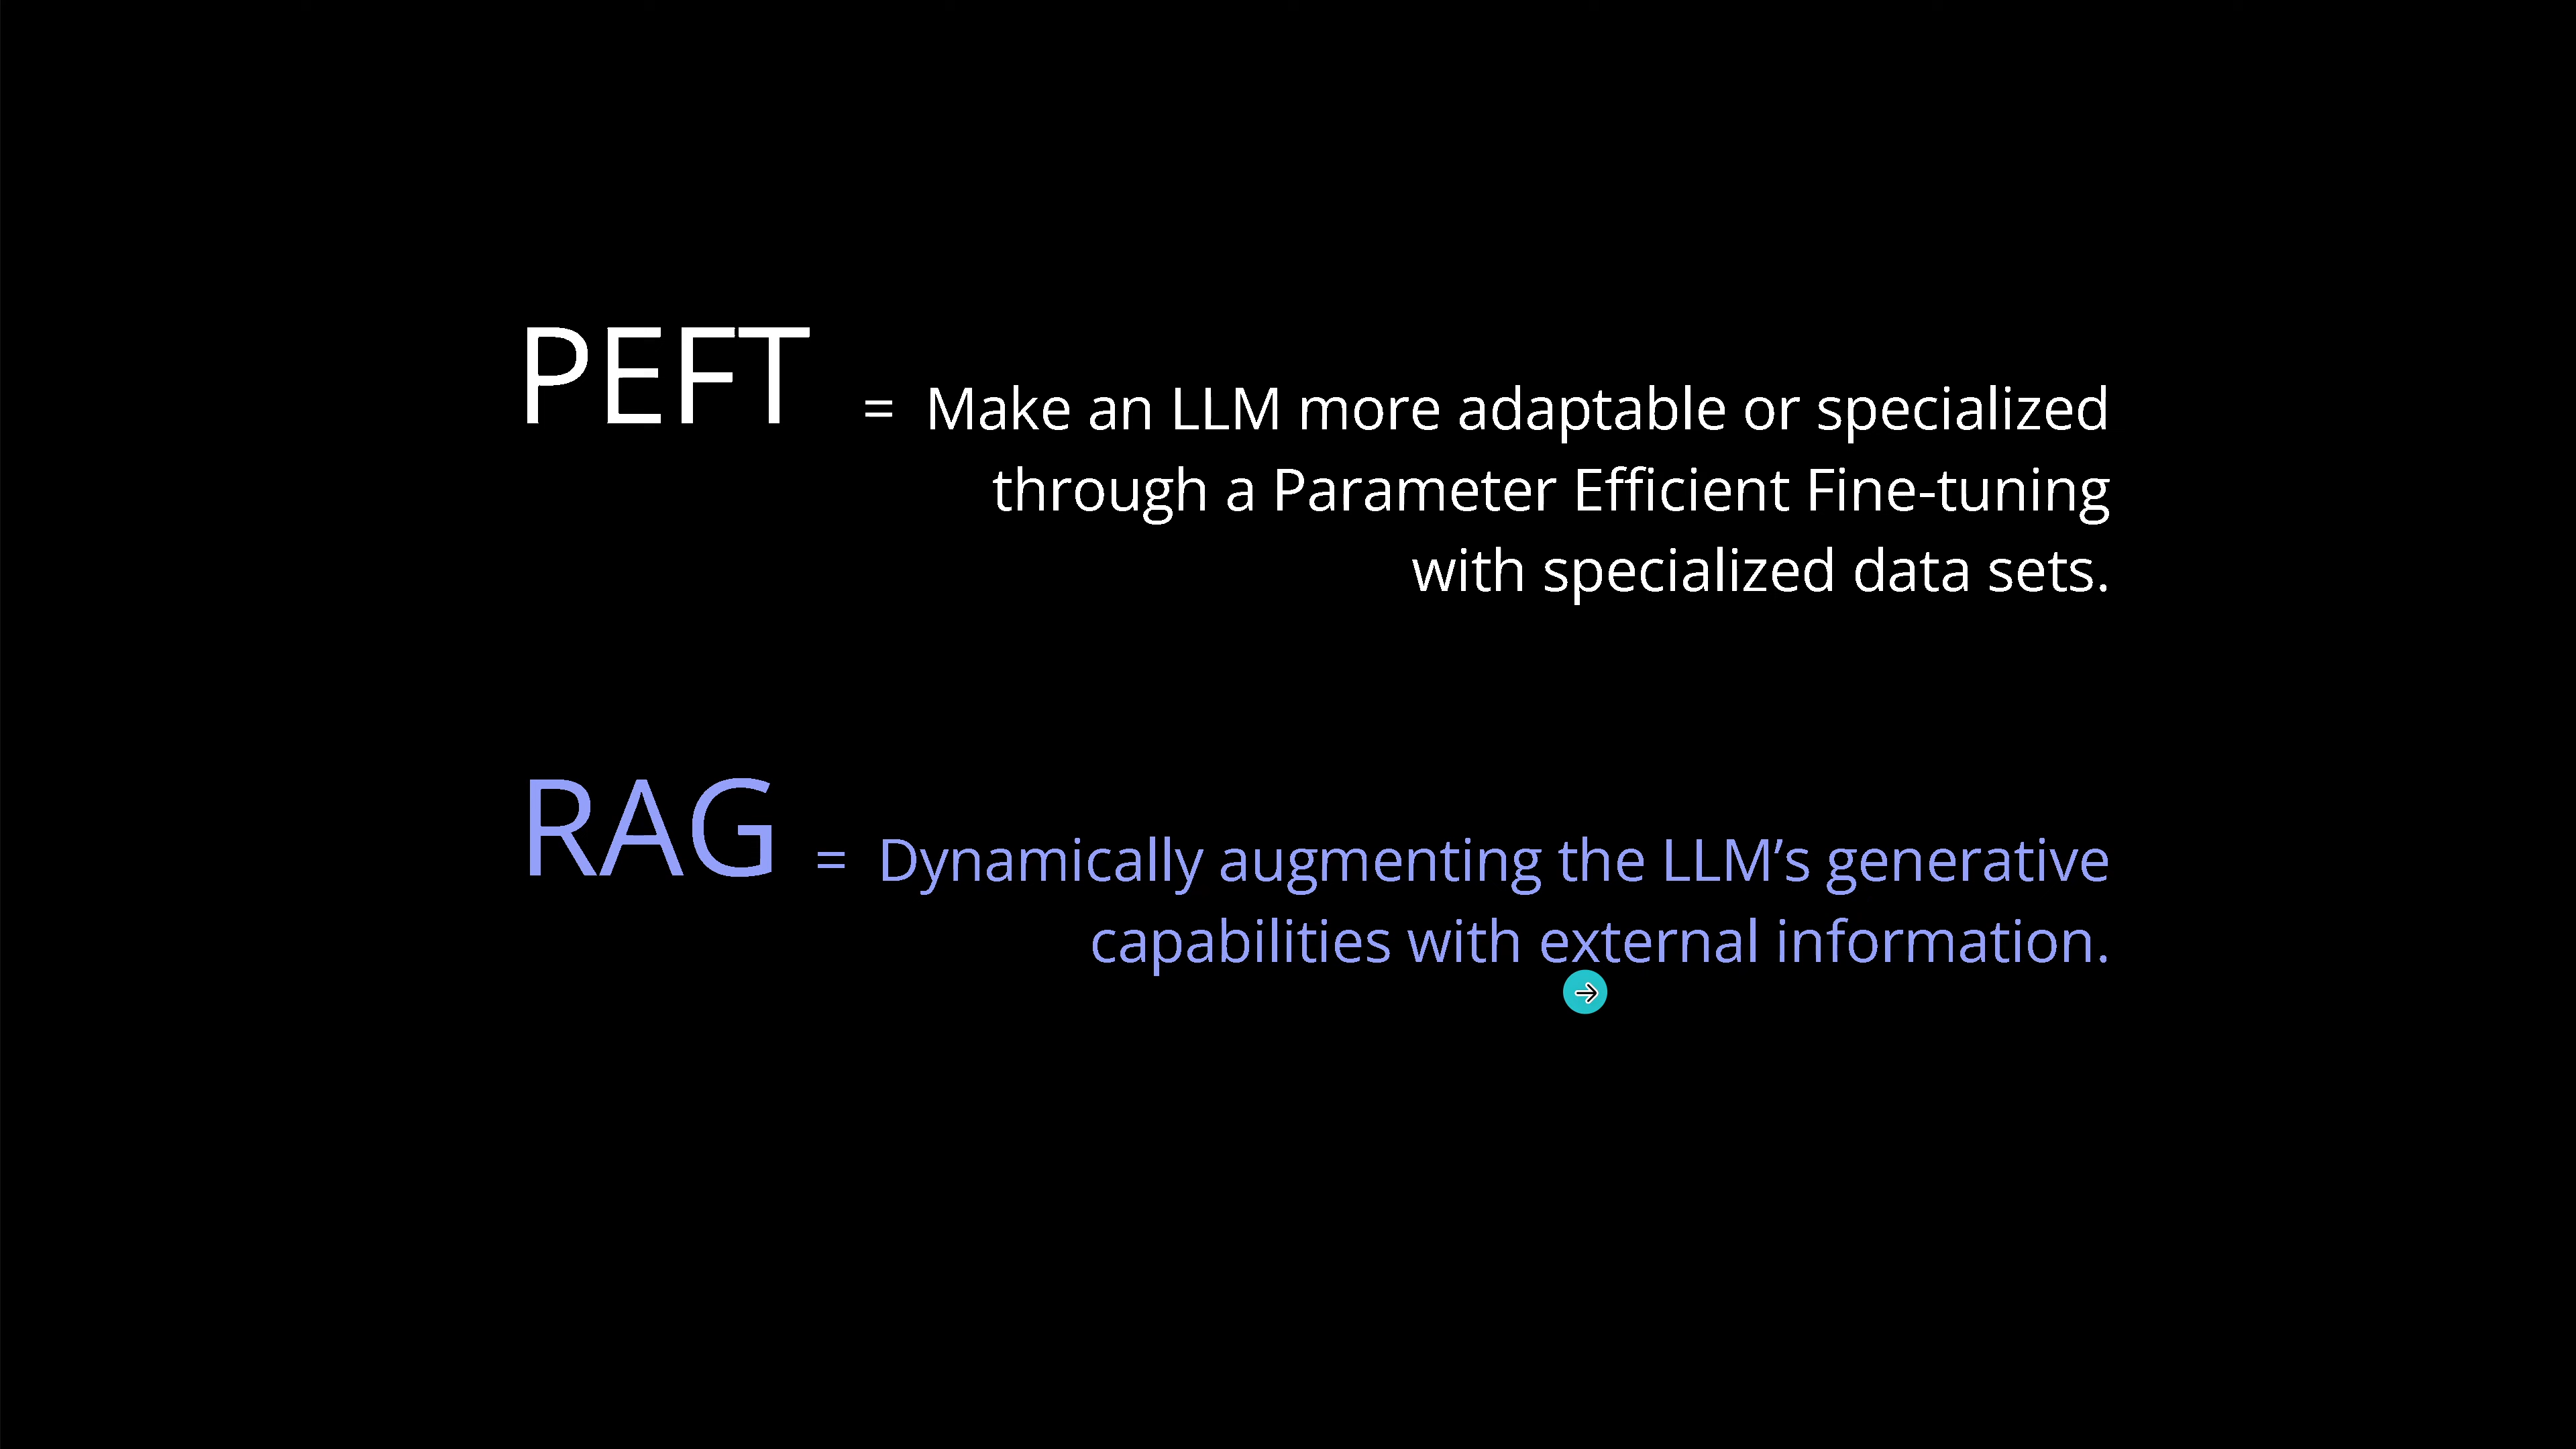 PEFT = Make an LLM more adaptable or specialized
through a Parameter Efficient Fine-tuning
with specialized data sets.
RAG = Dynamically augmenting the LLM’s generative
capabilities with external information.